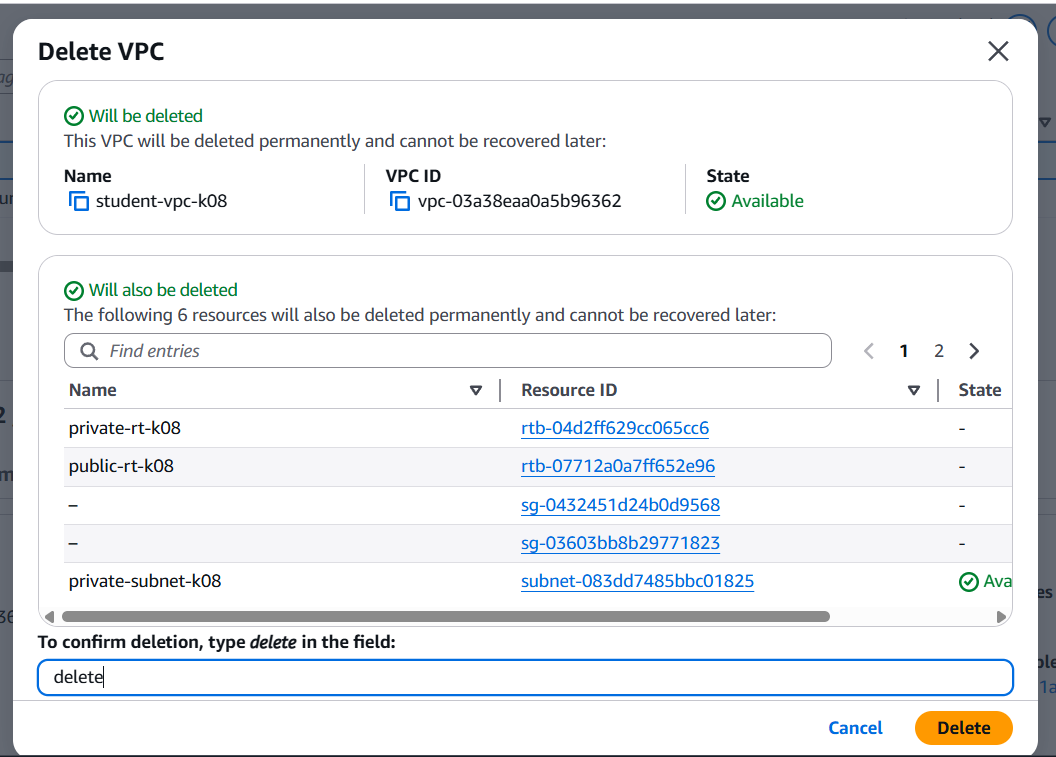 Delete VPC
Will be deleted
This VPC will be deleted permanently and cannot be recovered later:
Name VPC ID State
student-vpc-k08 vpc-03a38eaa0a5b96362 Available
Will also be deleted
The following 6 resources will also be deleted permanently and cannot be recovered later:
Find entries 1 2
Name Resource ID State
private-rt-k08 rtb-04d2ff629cc065cc6 -
public-rt-k08 rtb-07712a0a7ff652e96 -
– sg-0432451d24b0d9568 -
– sg-03603bb8b29771823 -
private-subnet-k08 subnet-083dd7485bbc01825 Ava
To confirm deletion, type delete in the field:
delete
Cancel Delete